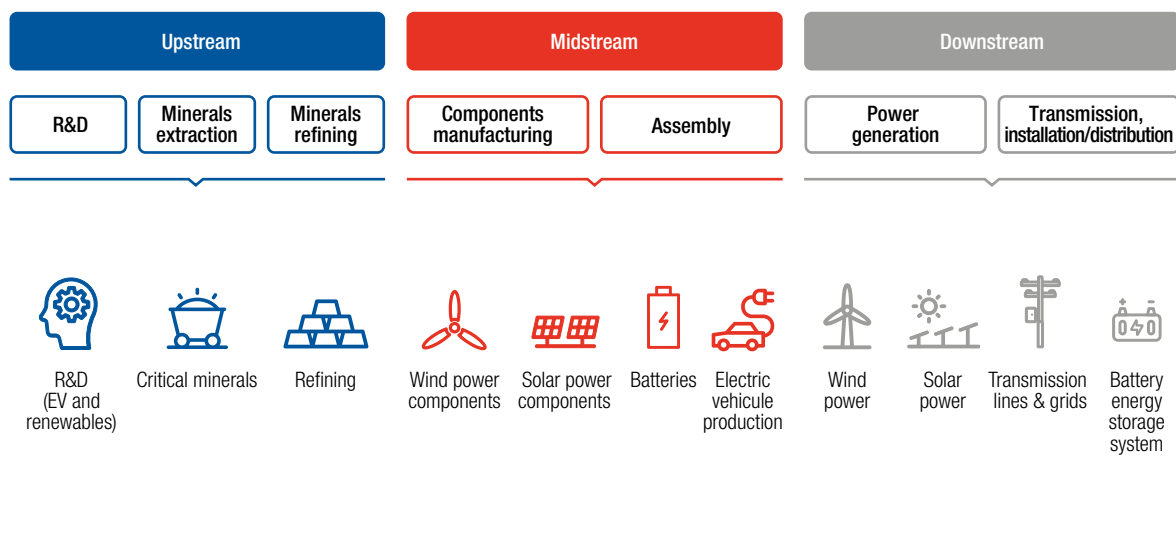 Upstream
Midstream
Downstream
R&D
Minerals
extraction
Minerals
refining
Components
manufacturing
Assembly
Power
generation
Transmission,
installation/distribution
R&D
(EV and
renewables)
Critical minerals
Refining
Wind power
components
Solar power
components
Batteries
Electric
vehicule
production
Wind
power
Solar
power
Transmission
lines & grids
Battery
energy
storage
system